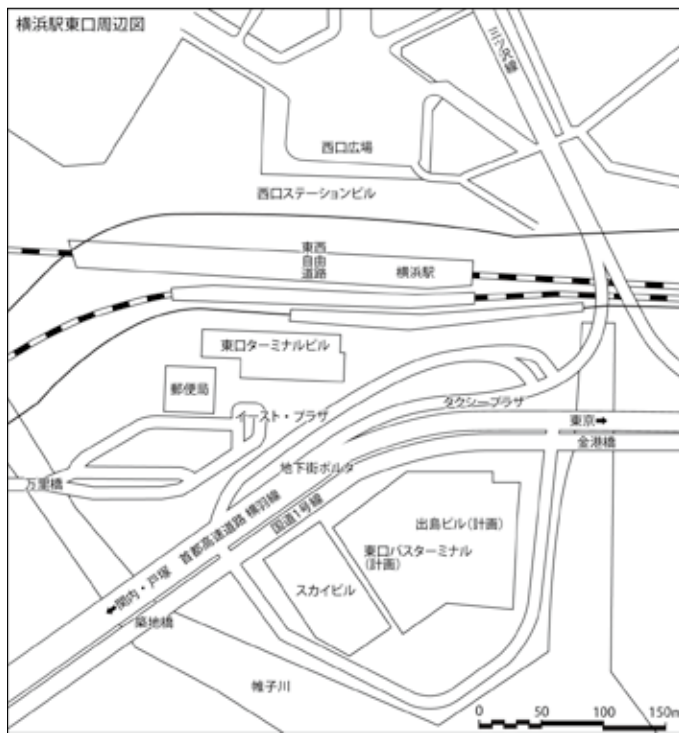 横浜駅東口周辺図
西口広場
西口ステーションビル
東西
自由
道路
横浜駅
東口ターミナルビル
郵便局
イースト・プラザ
タクシープラザ
東京➡
金港橋
万里橋
地下街ポルタ
首都高速道路 横羽線
国道1号線
出島ビル(計画)
東口バスターミナル
(計画)
スカイビル
⬅関内・戸塚
築地橋
帷子川
0 50 100 150m